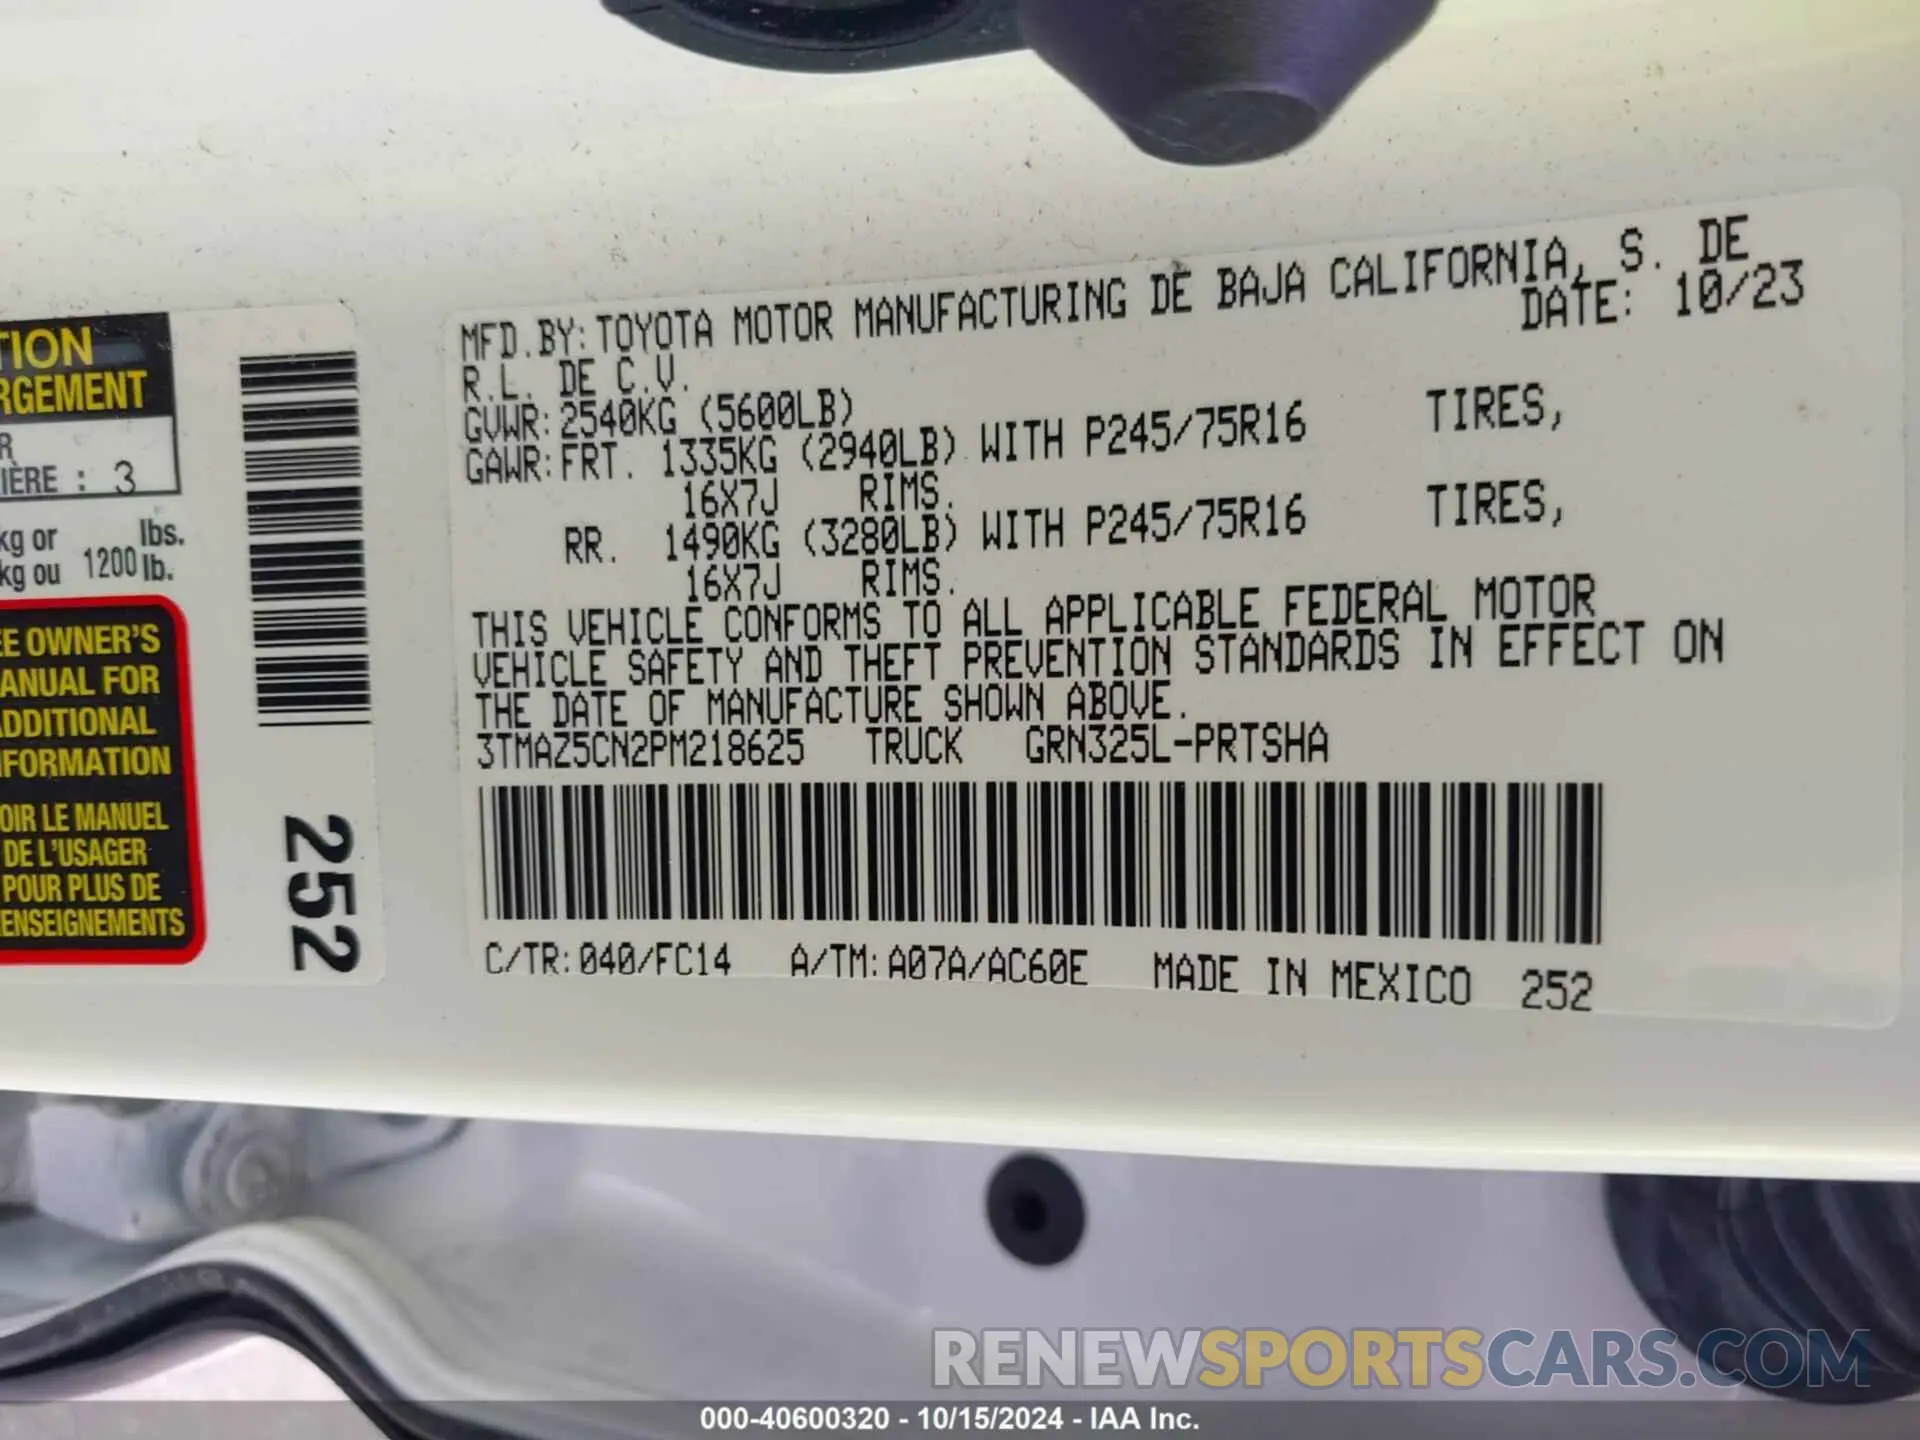 TION
RGEMENT
R
IÈRE : 3
kg or lbs.
kg ou 1200 lb.
EE OWNER'S
ANUAL FOR
ADDITIONAL
NFORMATION
OIR LE MANUEL
DE L'USAGER
POUR PLUS DE
ENSEIGNEMENTS
252
MFD.BY: TOYOTA MOTOR MANUFACTURING DE BAJA CALIFORNIA, S. DE
R.L. DE C.V. DATE: 10/23
GVWR: 2540KG (5600LB)
GAWR: FRT. 1335KG (2940LB) WITH P245/75R16 TIRES,
16X7J RIMS.
RR. 1490KG (3280LB) WITH P245/75R16 TIRES,
16X7J RIMS.
THIS VEHICLE CONFORMS TO ALL APPLICABLE FEDERAL MOTOR
VEHICLE SAFETY AND THEFT PREVENTION STANDARDS IN EFFECT ON
THE DATE OF MANUFACTURE SHOWN ABOVE.
3TMAZ5CN2PM218625 TRUCK GRN325L-PRTSHA
C/TR: 040/FC14 A/TM: A07A/AC60E MADE IN MEXICO 252
RENEWSPORTSCARS.COM
000-40600320 - 10/15/2024 - IAA Inc.